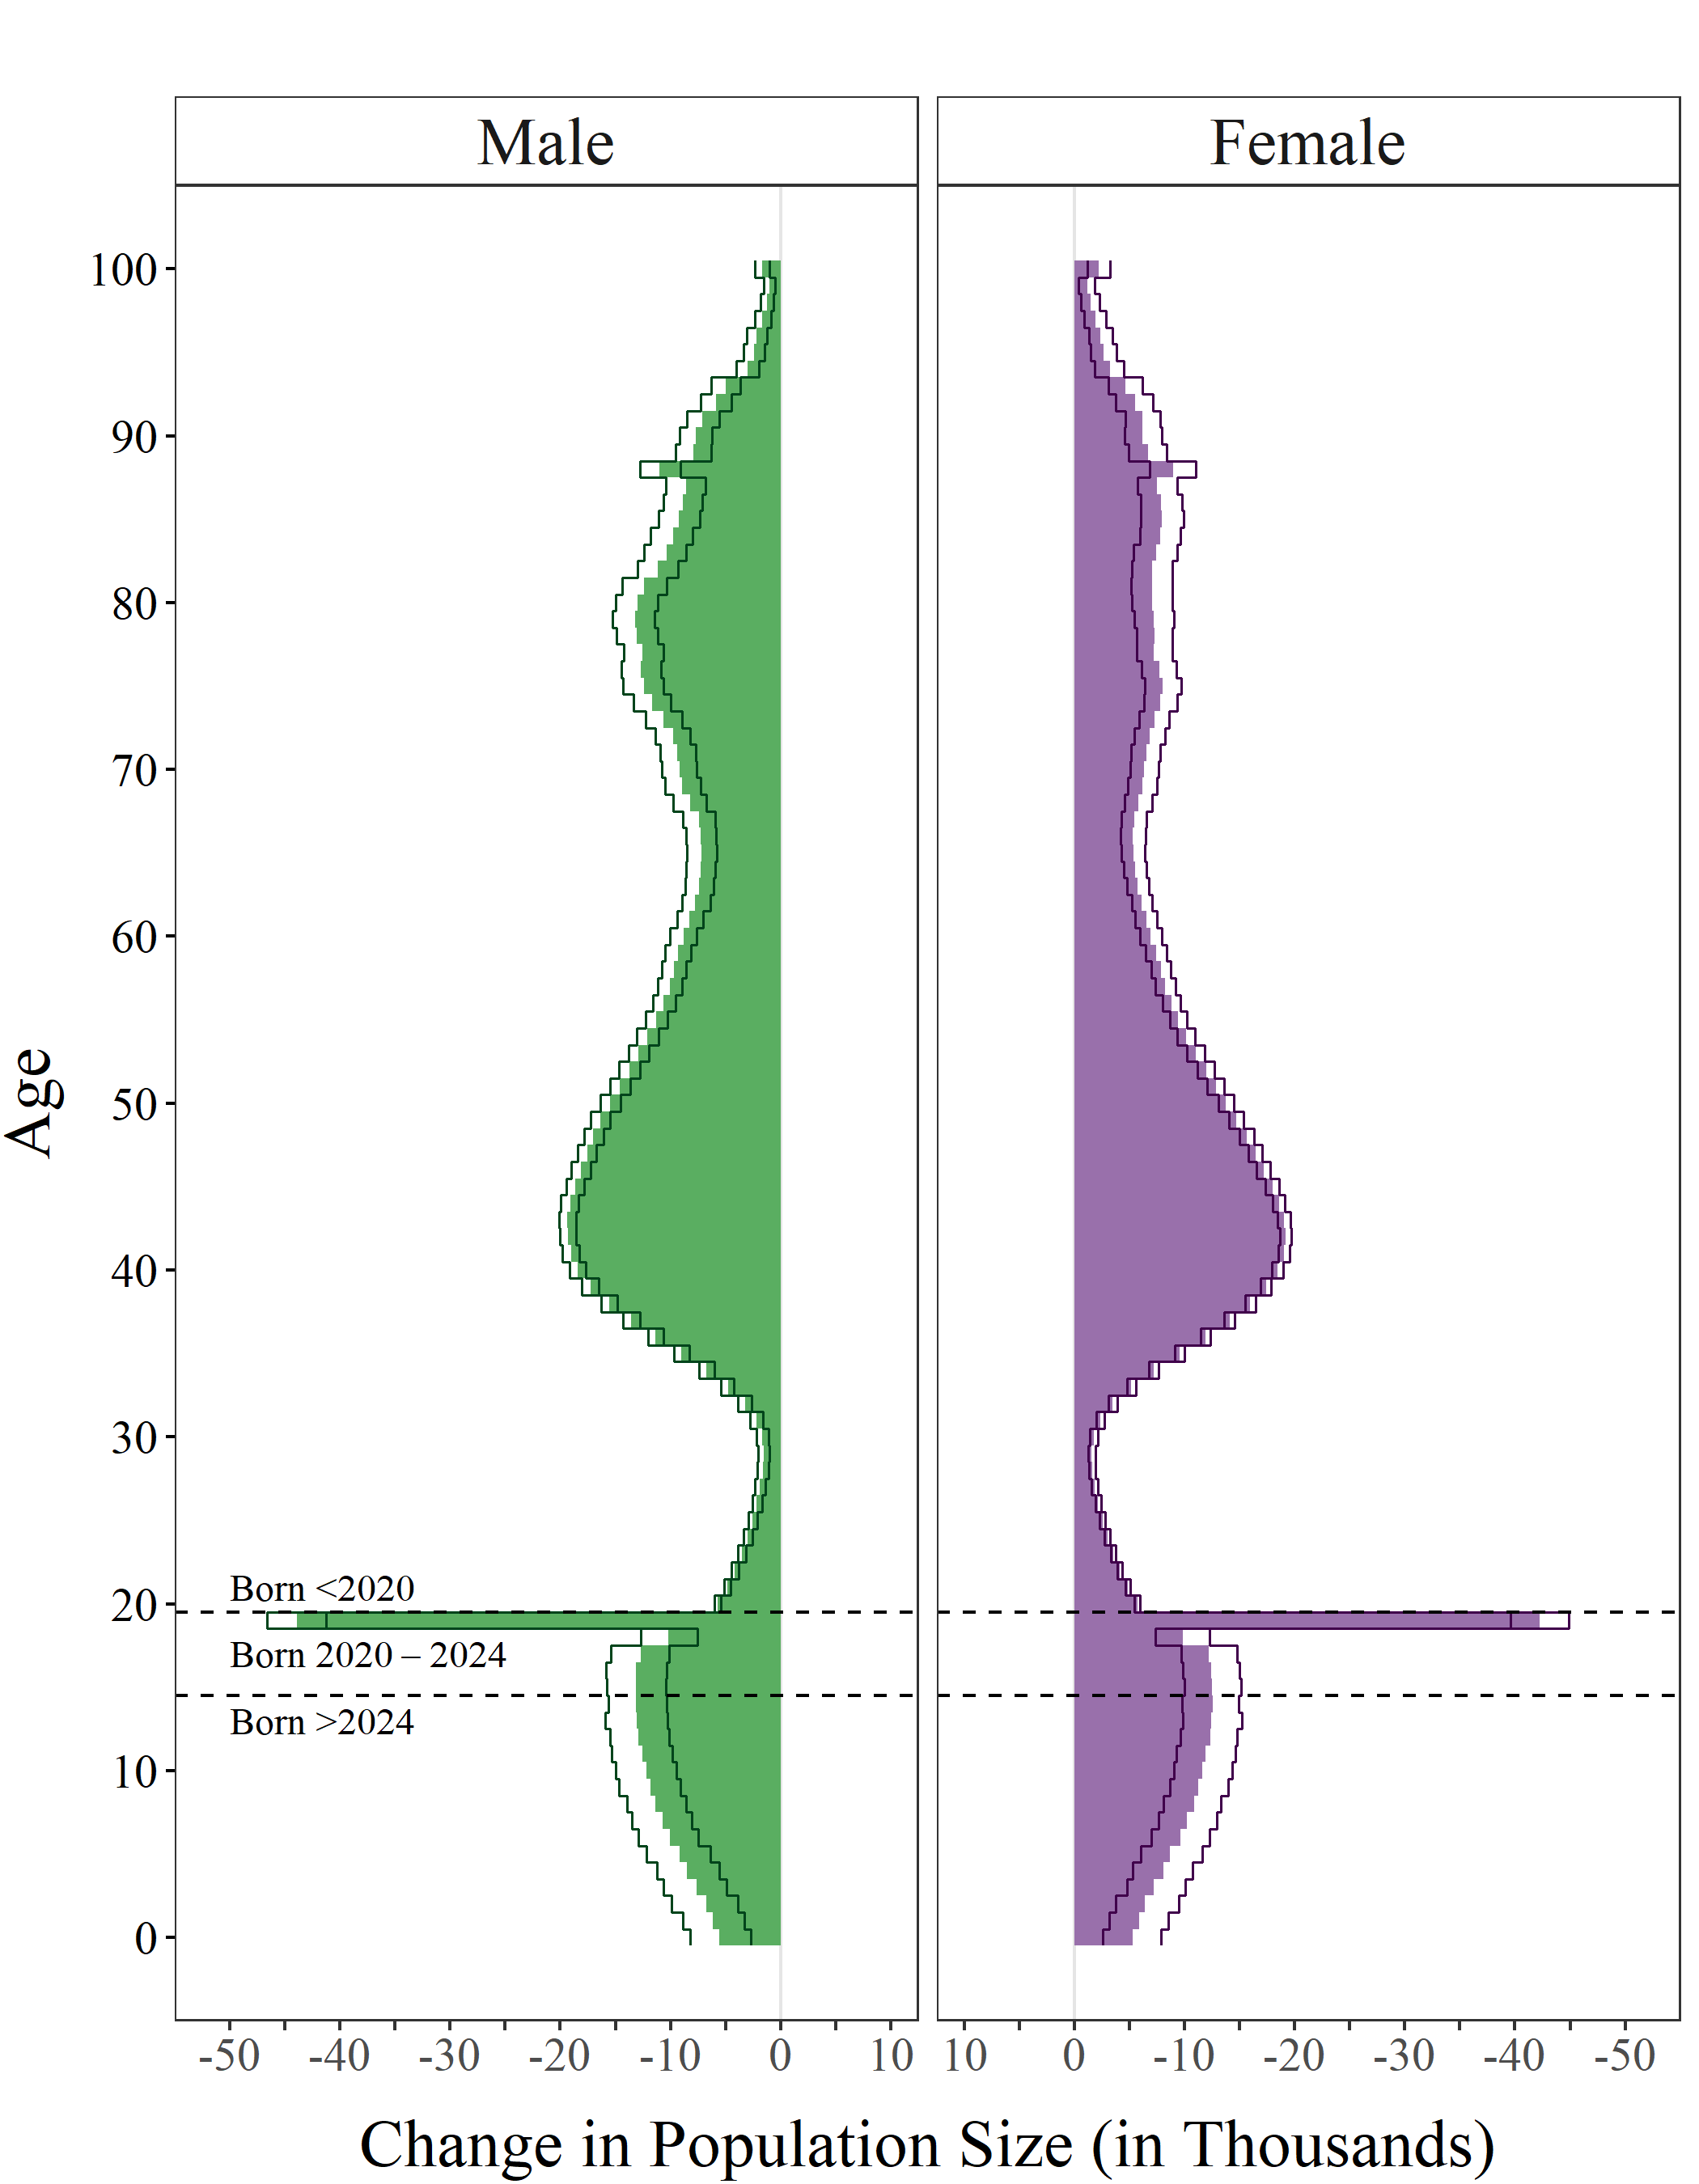 Male Female
100
90
80
70
60
50
40
30
20
10
0
Age
Born <2020
Born 2020 – 2024
Born >2024
-50 -40 -30 -20 -10 0 10 10 0 -10 -20 -30 -40 -50
Change in Population Size (in Thousands)